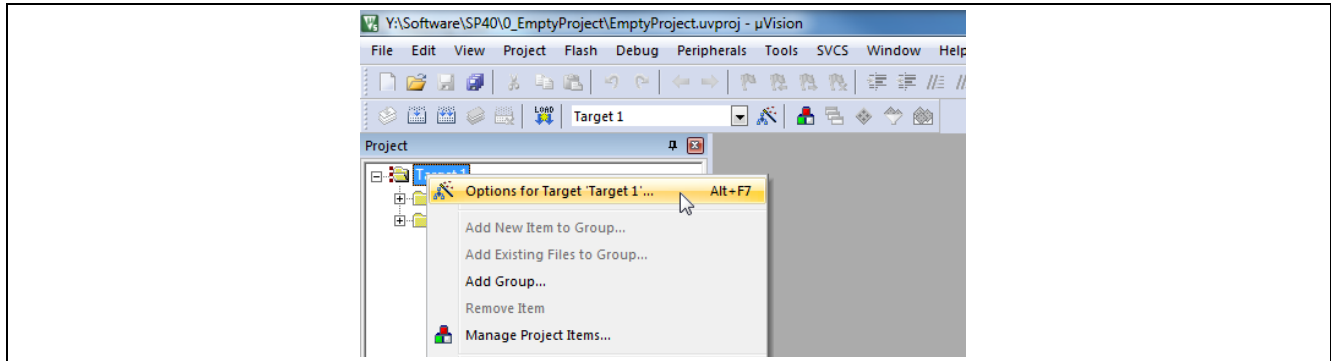 Y:\Software\SP40\0_EmptyProject\EmptyProject.uvproj - µVision
File Edit View Project Flash Debug Peripherals Tools SVCS Window Help
LOAD Target 1
Project
Target 1
Options for Target 'Target 1'... Alt+F7
Add New Item to Group...
Add Existing Files to Group...
Add Group...
Remove Item
Manage Project Items...